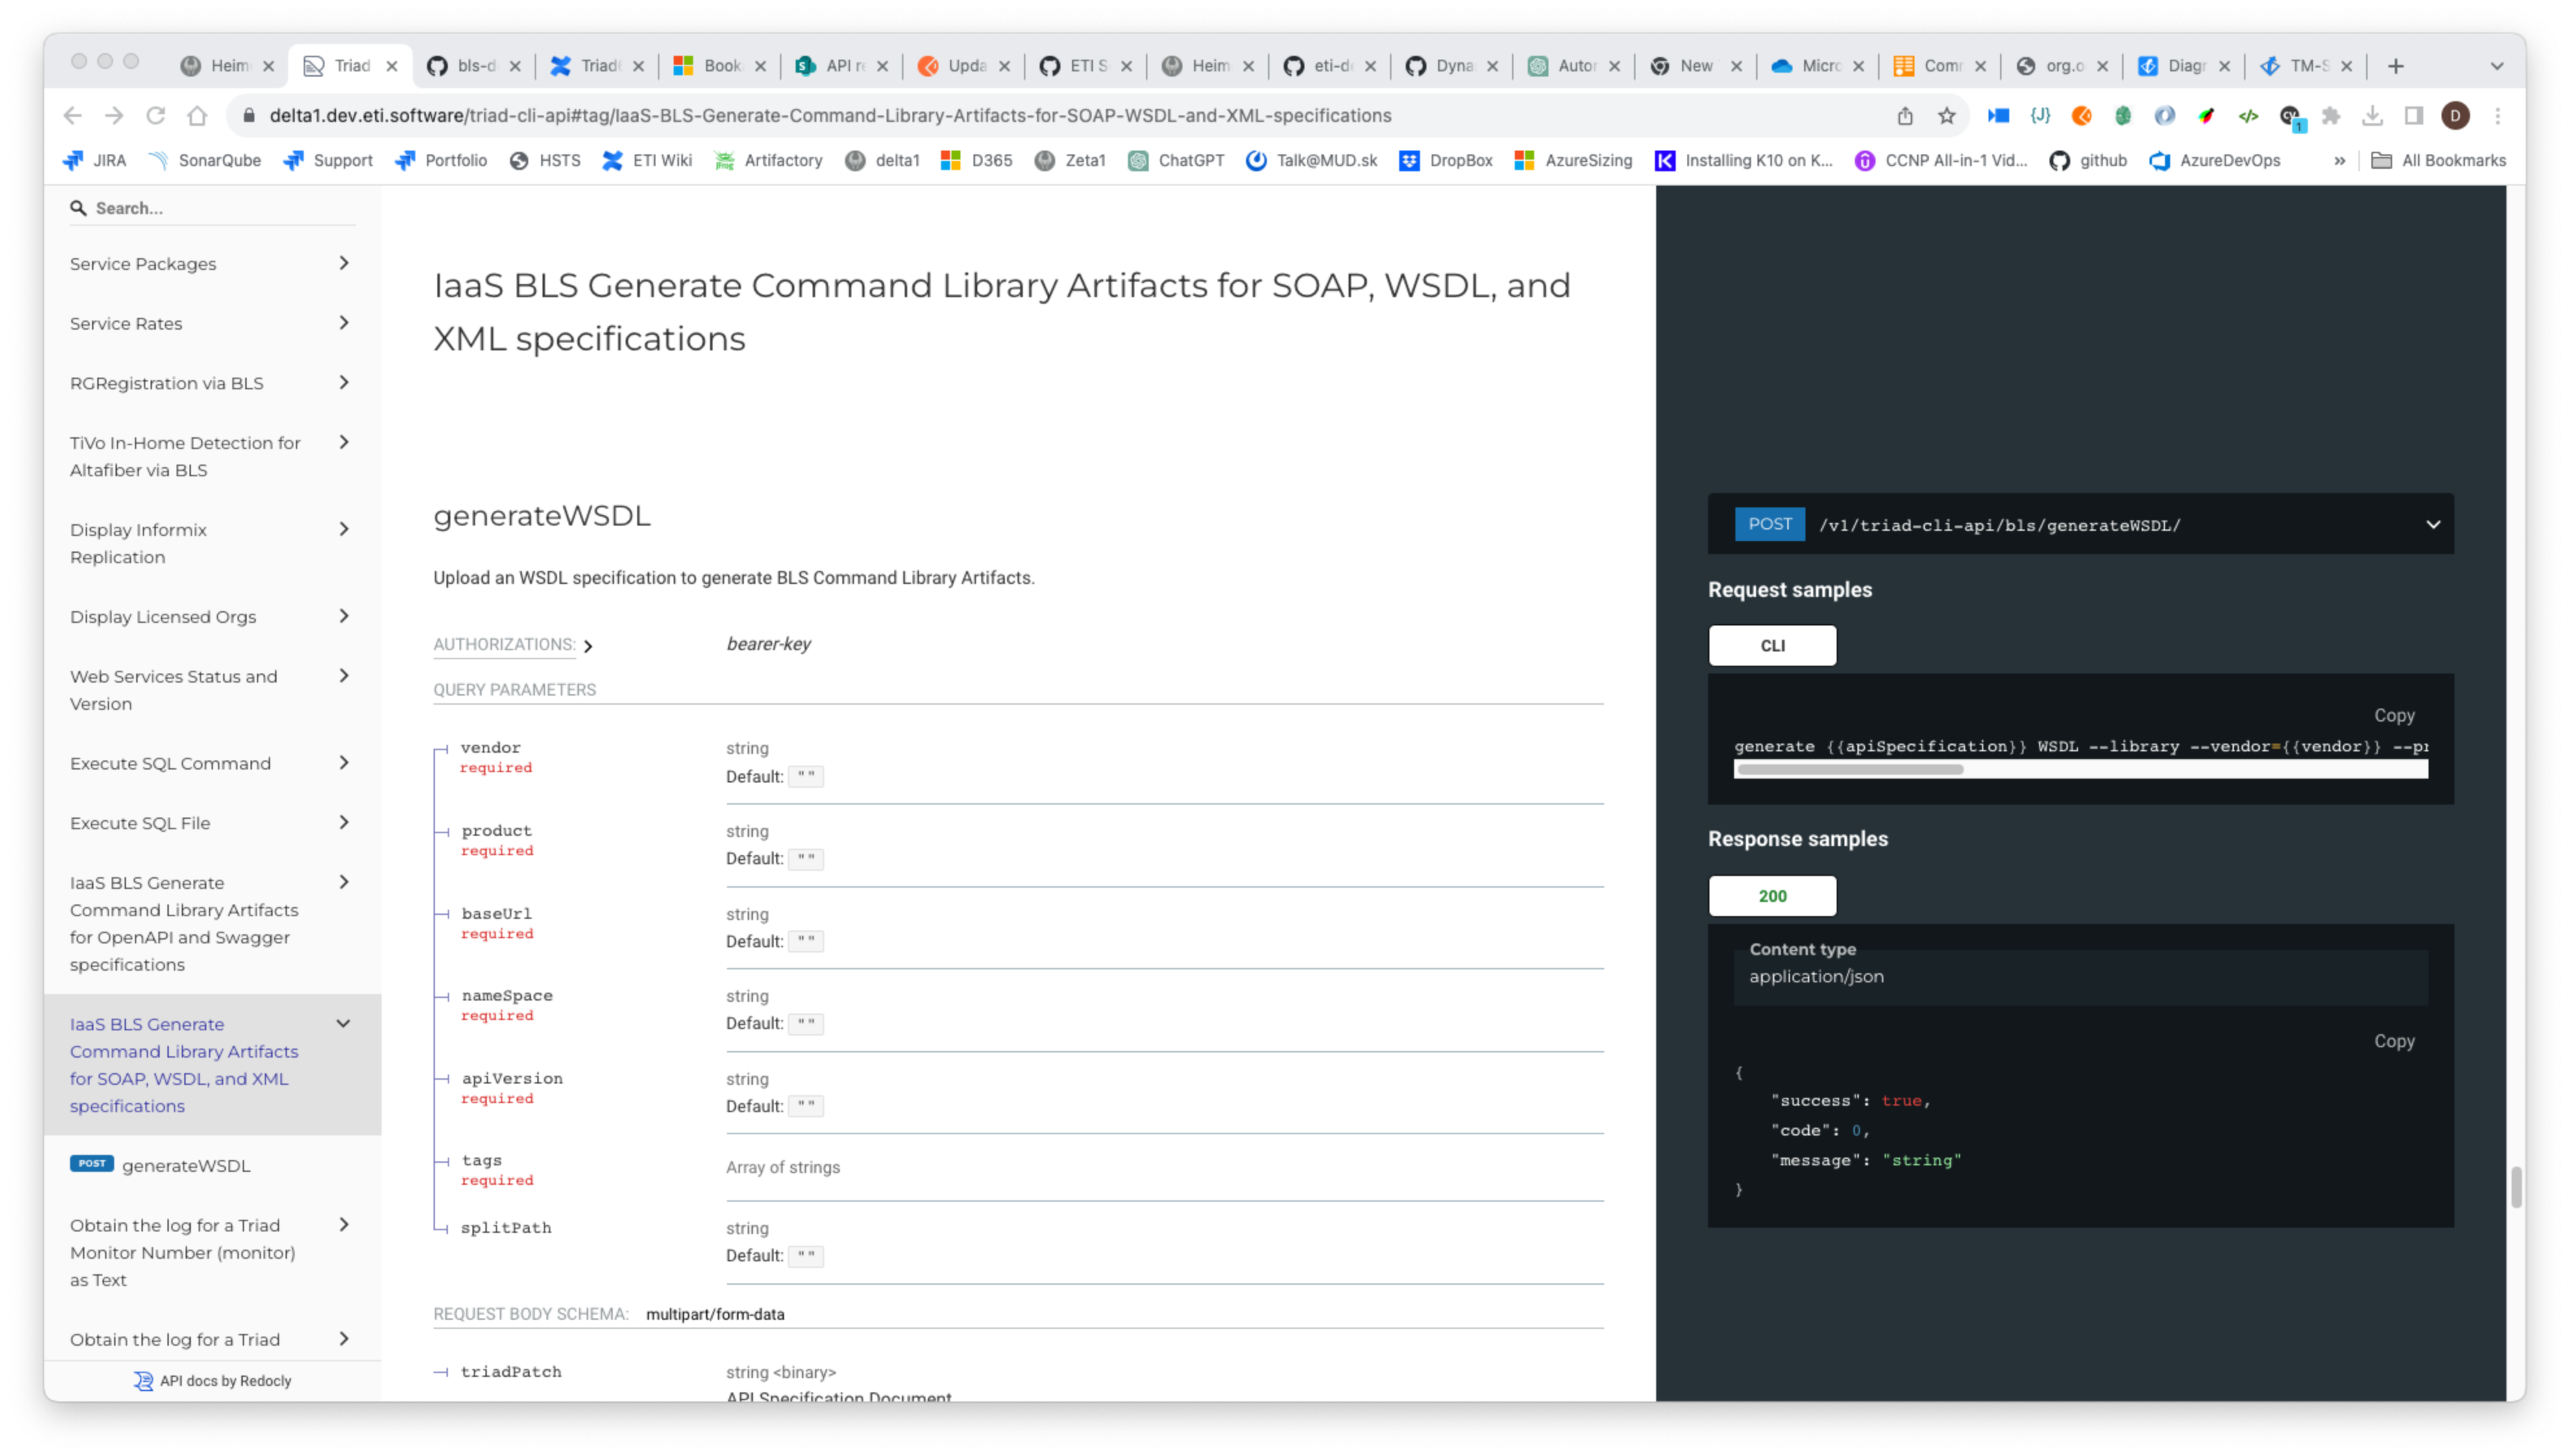 Heim
Triad
bls-d
Triad
Book
API re
Upda
ETI S
Heim
eti-de
Dyna
Autor
New
Micro
Comr
org.o
Diagr
TM-S
delta1.dev.eti.software/triad-cli-api#tag/IaaS-BLS-Generate-Command-Library-Artifacts-for-SOAP-WSDL-and-XML-specifications
{J}
</>
1
D
JIRA
SonarQube
Support
Portfolio
HSTS
ETI Wiki
Artifactory
delta1
D365
Zeta1
ChatGPT
Talk@MUD.sk
DropBox
AzureSizing
Installing K10 on K...
CCNP All-in-1 Vid...
github
AzureDevOps
»
All Bookmarks
Search...
Service Packages
Service Rates
RGRegistration via BLS
TiVo In-Home Detection for
Altafiber via BLS
Display Informix
Replication
Display Licensed Orgs
Web Services Status and
Version
Execute SQL Command
Execute SQL File
IaaS BLS Generate
Command Library Artifacts
for OpenAPI and Swagger
specifications
IaaS BLS Generate
Command Library Artifacts
for SOAP, WSDL, and XML
specifications
POST generateWSDL
Obtain the log for a Triad
Monitor Number (monitor)
as Text
Obtain the log for a Triad
API docs by Redocly
IaaS BLS Generate Command Library Artifacts for SOAP, WSDL, and
XML specifications
generateWSDL
Upload an WSDL specification to generate BLS Command Library Artifacts.
AUTHORIZATIONS: bearer-key
QUERY PARAMETERS
vendor string
required Default: ""
product string
required Default: ""
baseUrl string
required Default: ""
nameSpace string
required Default: ""
apiVersion string
required Default: ""
tags
required Array of strings
splitPath string
Default: ""
REQUEST BODY SCHEMA: multipart/form-data
triadPatch string <binary>
API Specification Document
POST /v1/triad-cli-api/bls/generateWSDL/
Request samples
CLI
Copy
generate {{apiSpecification}} WSDL --library --vendor={{vendor}} --pr
Response samples
200
Content type
application/json
Copy
{
"success": true,
"code": 0,
"message": "string"
}